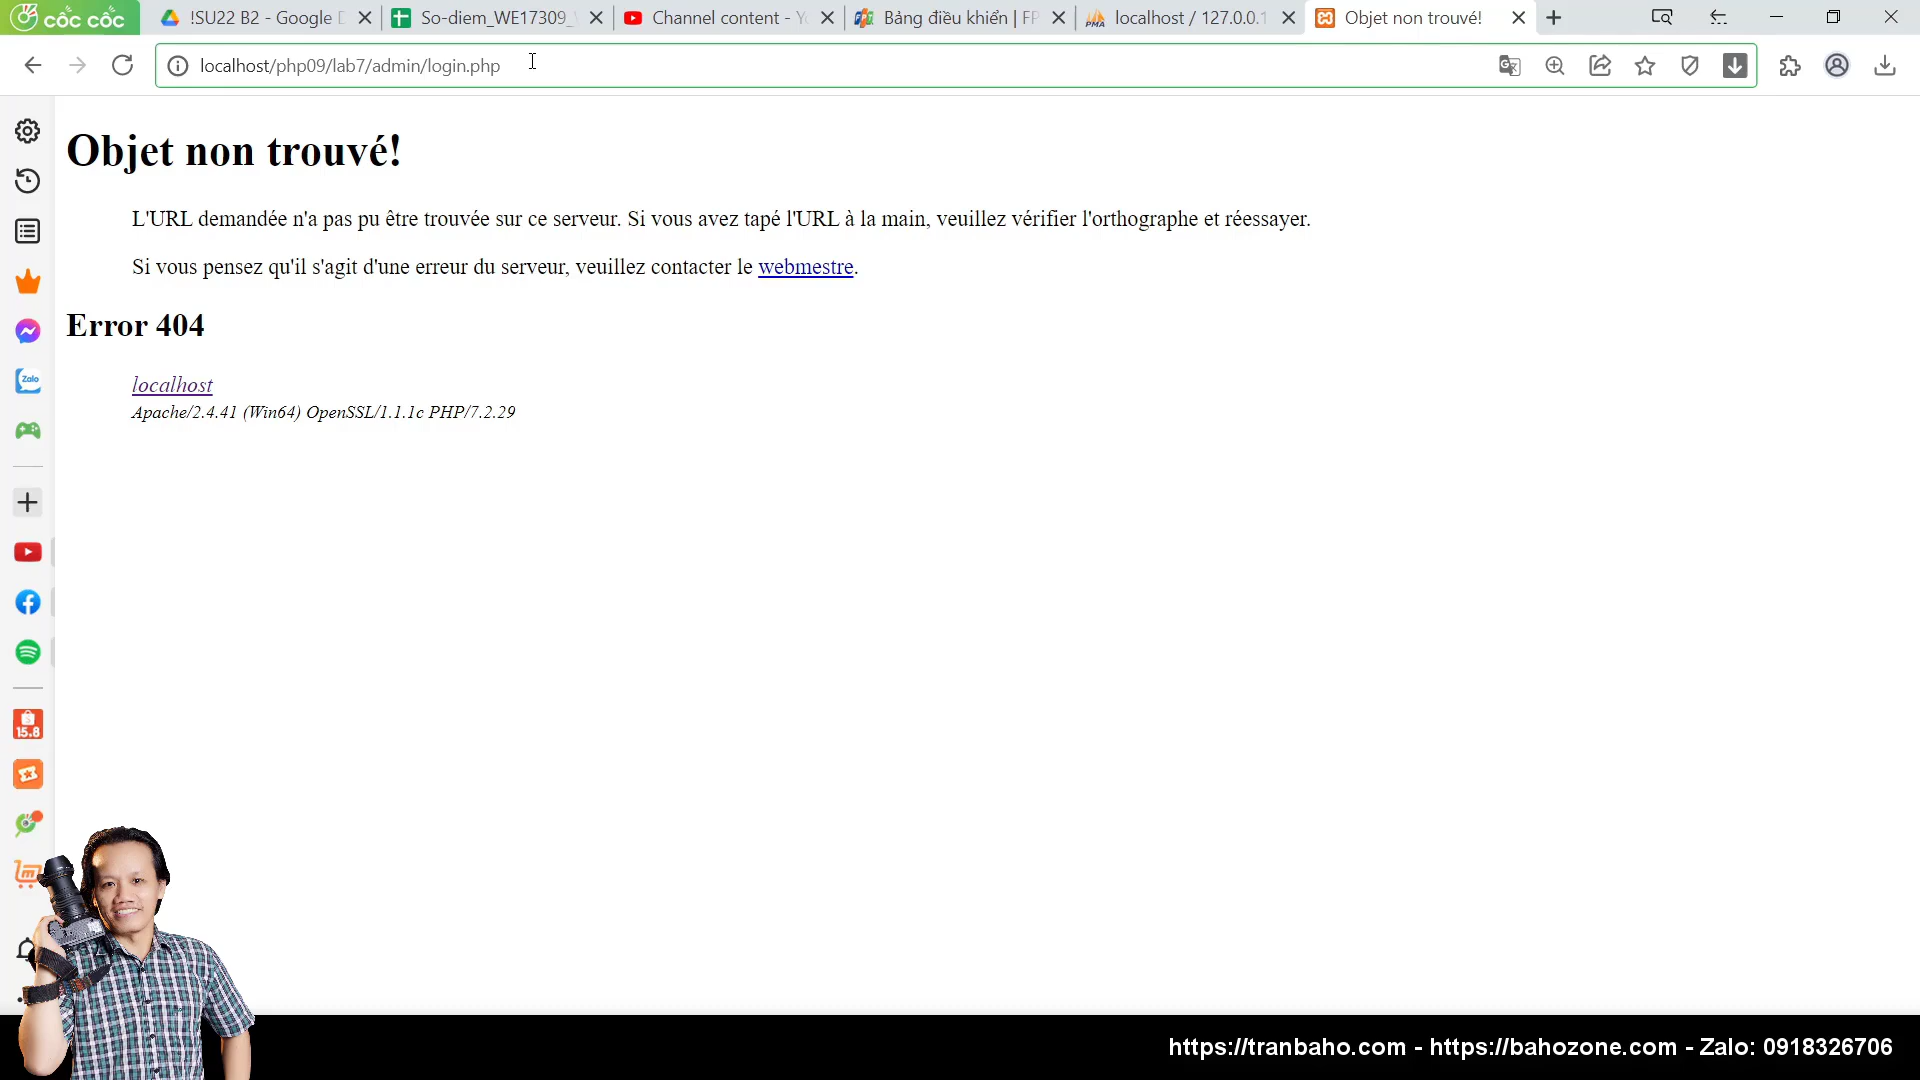 cốc cốc
!SU22 B2 - Google D
So-diem_WE17309_
Channel content - Y
Bảng điều khiển | FP
PMA
localhost / 127.0.0.1
Objet non trouvé!
localhost/php09/lab7/admin/login.php
Objet non trouvé!
L'URL demandée n'a pas pu être trouvée sur ce serveur. Si vous avez tapé l'URL à la main, veuillez vérifier l'orthographe et réessayer.
Si vous pensez qu'il s'agit d'une erreur du serveur, veuillez contacter le webmestre.
Error 404
Zalo
localhost
Apache/2.4.41 (Win64) OpenSSL/1.1.1c PHP/7.2.29
15.8
https://tranbaho.com - https://bahozone.com - Zalo: 0918326706